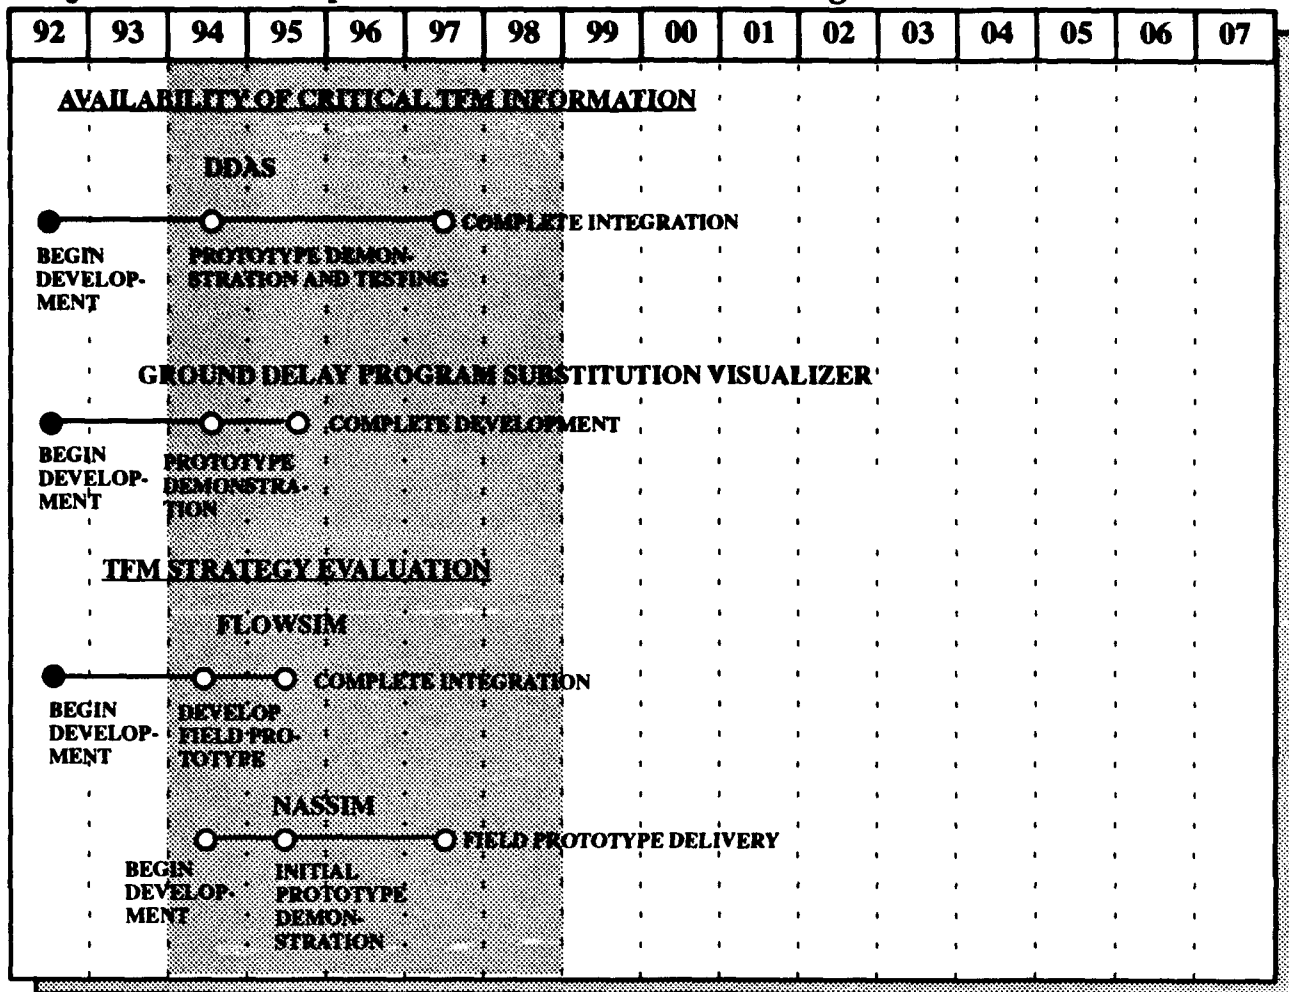 92 93 94 95 96 97 98 99 00 01 02 03 04 05 06 07
AVAILABILITY OF CRITICAL TFM INFORMATION
DDAS
COMPLETE INTEGRATION
BEGIN
DEVELOP-
MENT
PROTOTYPE DEMON-
STRATION AND TESTING
GROUND DELAY PROGRAM SUBSTITUTION VISUALIZER
COMPLETE DEVELOPMENT
BEGIN
DEVELOP-
MENT
PROTOTYPE
DEMONSTRA-
TION
TFM STRATEGY EVALUATION
FLOWSIM
COMPLETE INTEGRATION
BEGIN
DEVELOP-
MENT
DEVELOP
FIELD PRO-
TOTYPE
NASSIM
FIELD PROTOTYPE DELIVERY
BEGIN
DEVELOP-
MENT
INITIAL
PROTOTYPE
DEMON-
STRATION